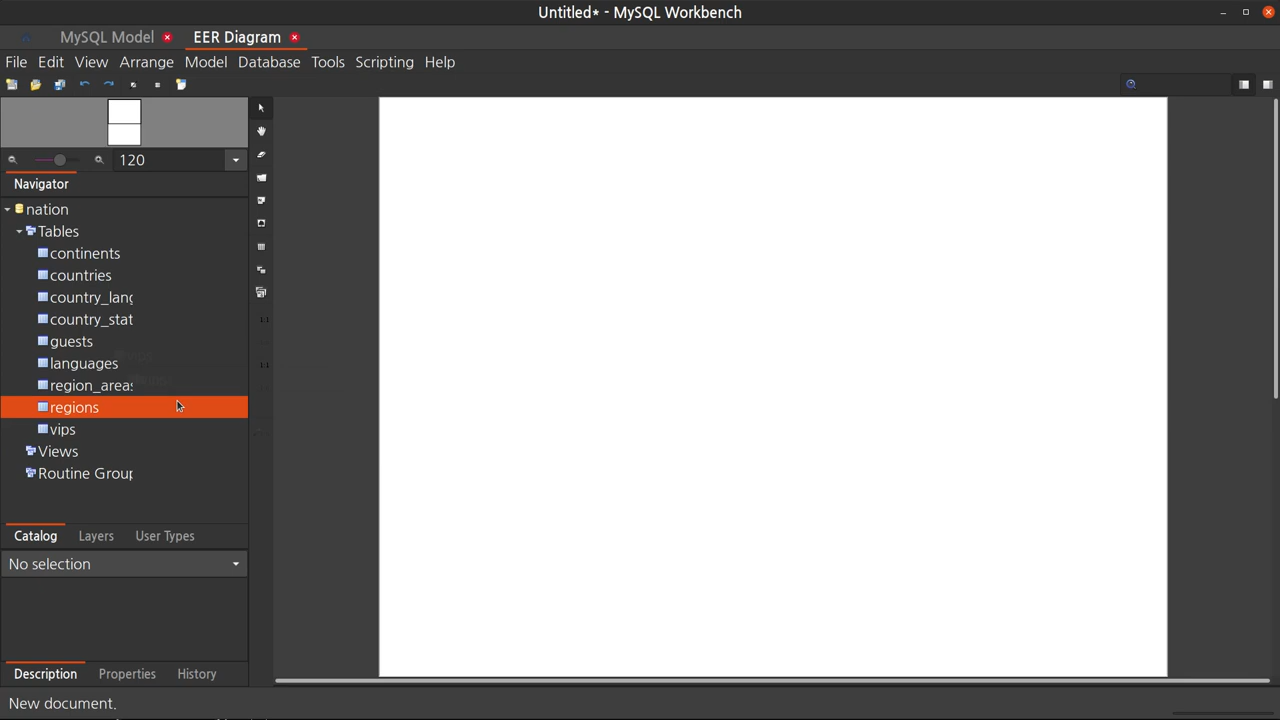 Untitled* - MySQL Workbench
MySQL Model
EER Diagram
File Edit View Arrange Model Database Tools Scripting Help
120
Navigator
nation
Tables
continents
countries
country_lang
country_stat
guests
languages
region_areas
regions
vips
Views
Routine Group
Catalog Layers User Types
No selection
Description Properties History
New document.